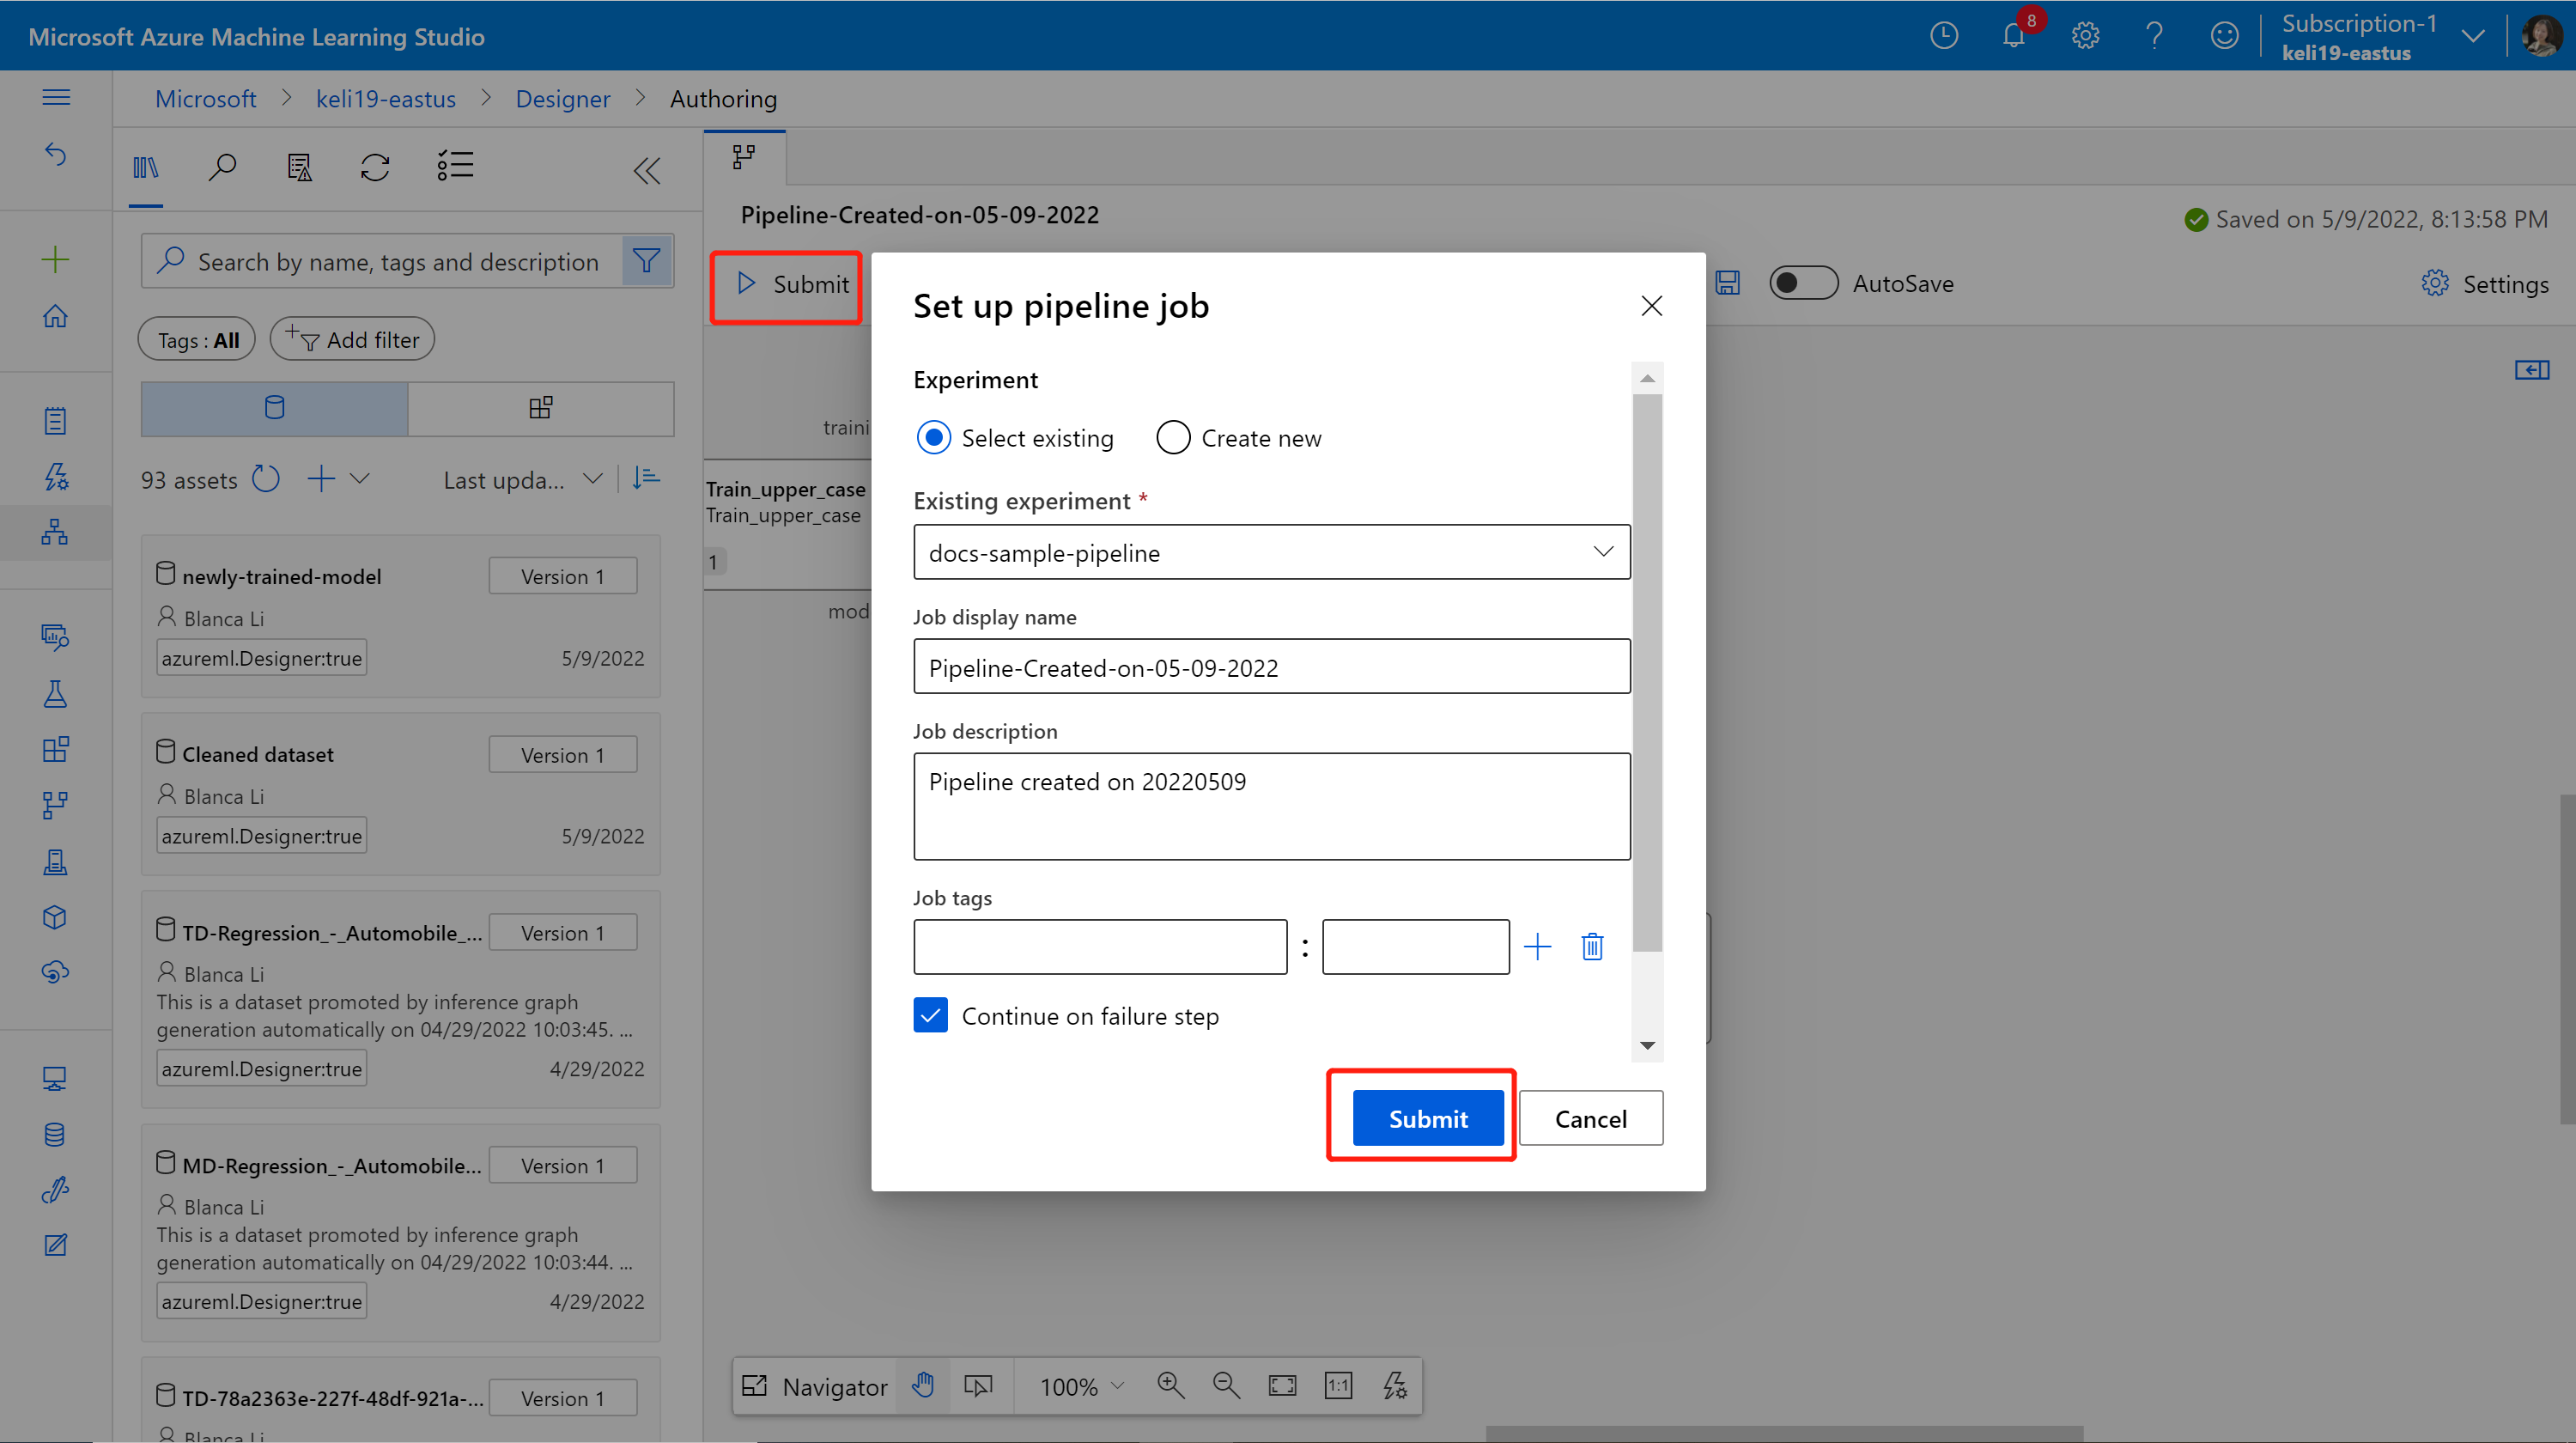 Microsoft Azure Machine Learning Studio
8
Subscription-1
keli19-eastus
Microsoft > keli19-eastus > Designer > Authoring
Pipeline-Created-on-05-09-2022
Saved on 5/9/2022, 8:13:58 PM
Submit
AutoSave
Settings
Search by name, tags and description
Tags : All
Add filter
93 assets
Last upda...
newly-trained-model
Version 1
Blanca Li
azureml.Designer:true
5/9/2022
Cleaned dataset
Version 1
Blanca Li
azureml.Designer:true
5/9/2022
TD-Regression_-_Automobile_...
Version 1
Blanca Li
This is a dataset promoted by inference graph
generation automatically on 04/29/2022 10:03:45. ...
azureml.Designer:true
4/29/2022
MD-Regression_-_Automobile...
Version 1
Blanca Li
This is a dataset promoted by inference graph
generation automatically on 04/29/2022 10:03:44. ...
azureml.Designer:true
4/29/2022
TD-78a2363e-227f-48df-921a-...
Version 1
Blanca Li
traini
Train_upper_case
Train_upper_case
1
mod
Set up pipeline job
Experiment
Select existing
Create new
Existing experiment *
docs-sample-pipeline
Job display name
Pipeline-Created-on-05-09-2022
Job description
Pipeline created on 20220509
Job tags
:
Continue on failure step
Submit
Cancel
Navigator
100%
1:1